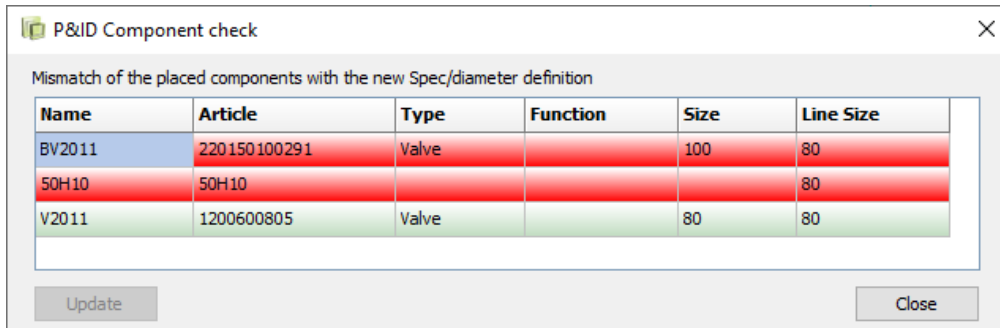 P&ID Component check
Mismatch of the placed components with the new Spec/diameter definition
Name Article Type Function Size Line Size
BV2011 220150100291 Valve 100 80
50H10 50H10 80
V2011 1200600805 Valve 80 80
Update Close